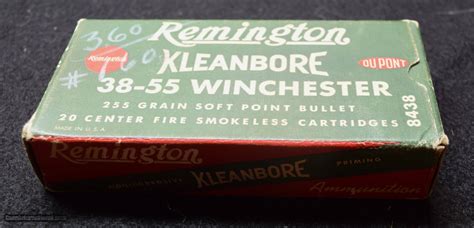 360
Remington
# 160
Remington
KLEANBORE
DU PONT
38-55 WINCHESTER
255 GRAIN SOFT POINT BULLET
20 CENTER FIRE SMOKELESS CARTRIDGES
8438
MADE IN U.S.A.
Remington
KLEANBORE
PRIMING
Ammunition